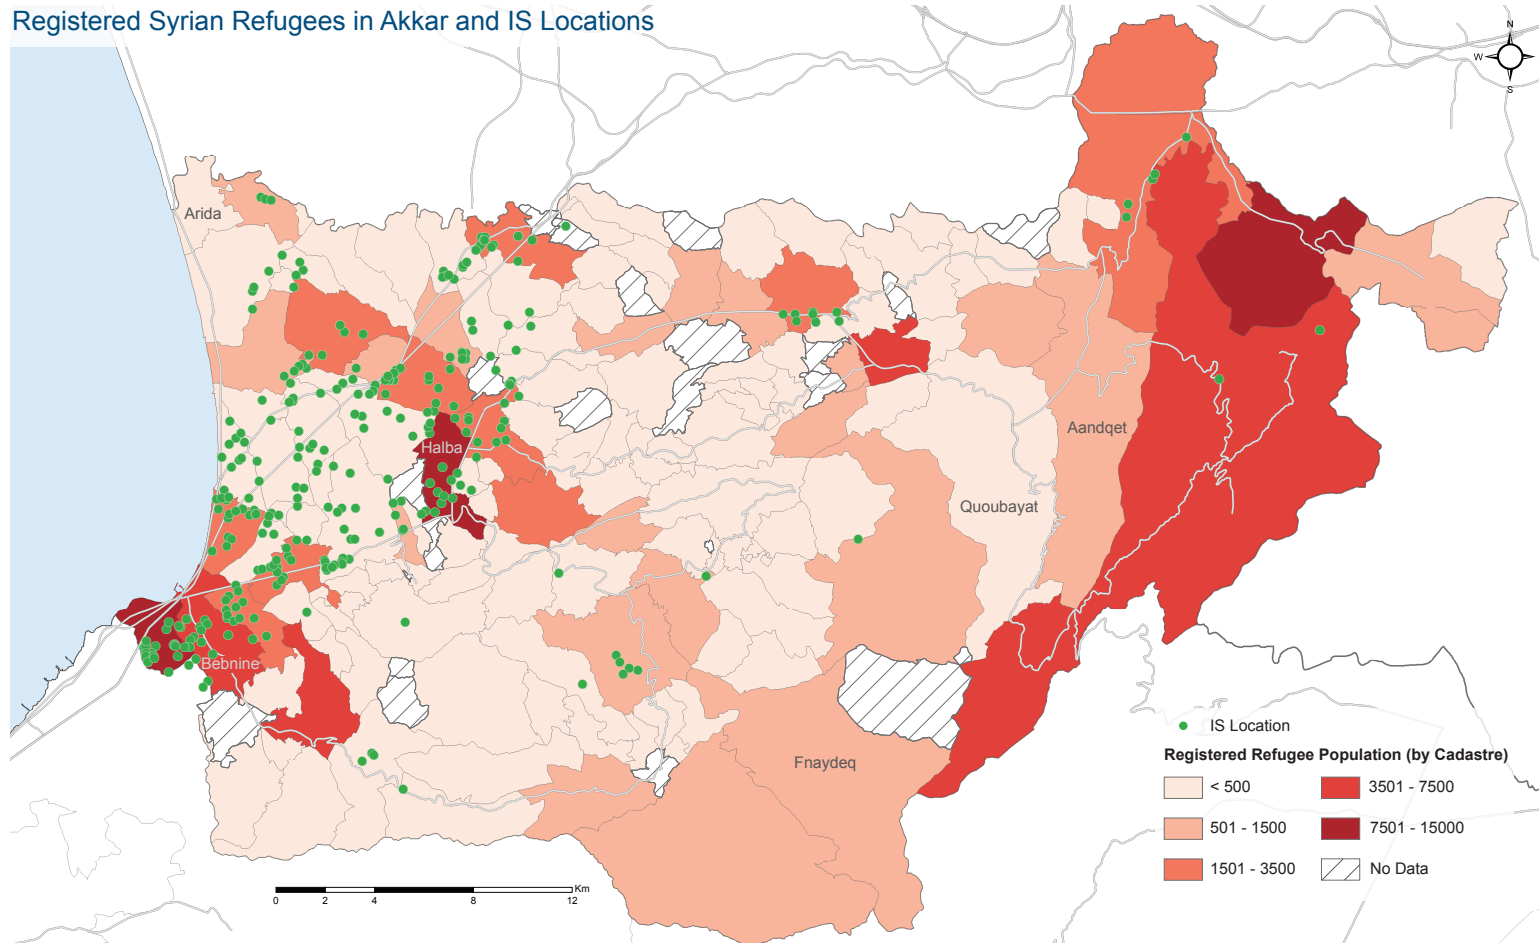 Registered Syrian Refugees in Akkar and IS Locations
N
W
S
Arida
Aandqet
Halba
Quoubayat
Bebnine
Fnaydeq
IS Location
Registered Refugee Population (by Cadastre)
< 500
3501 - 7500
501 - 1500
7501 - 15000
1501 - 3500
No Data
Km
0 2 4 8 12